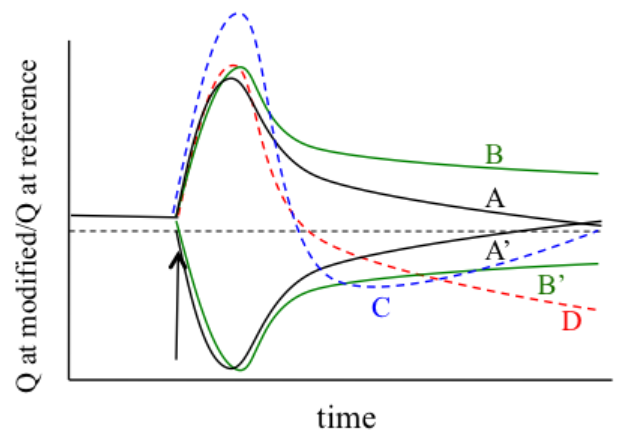 Q at modified/Q at reference
B
A
A’
B’
C
D
time